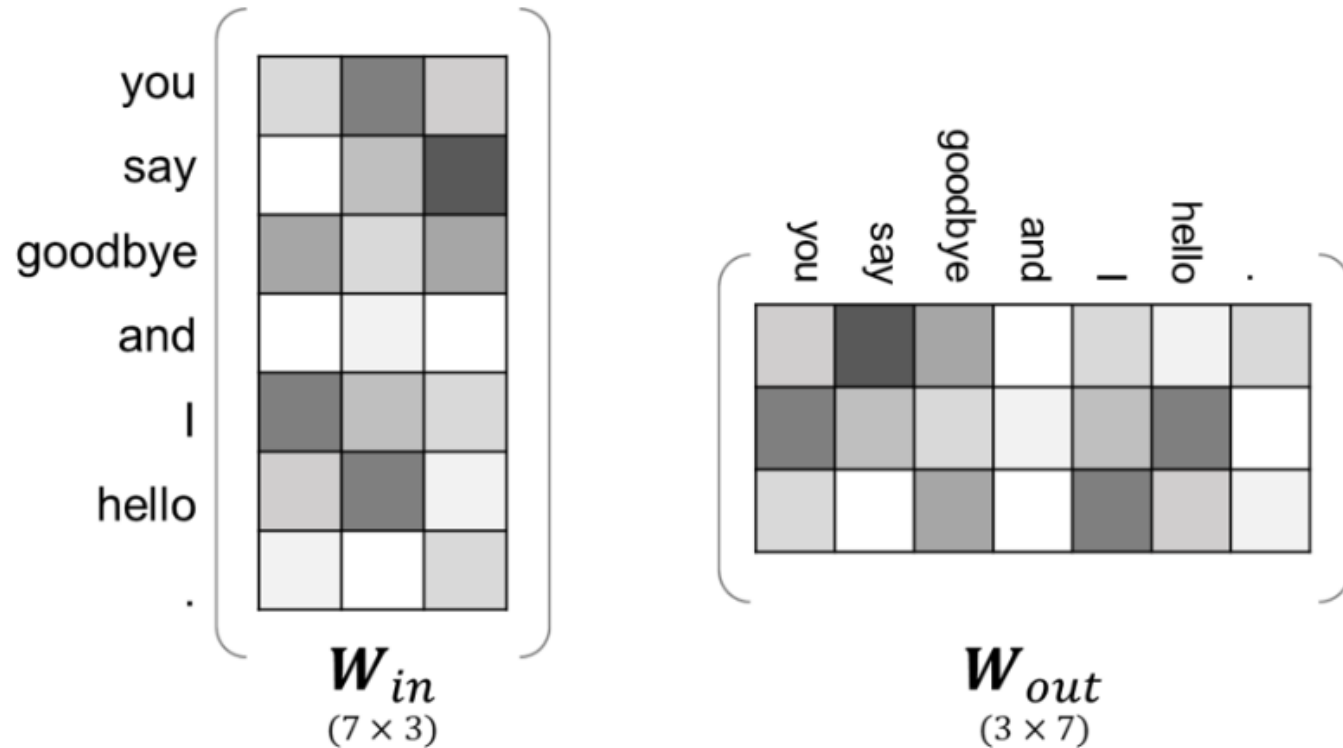 you
say
goodbye
and
I
hello
.
W_in
(7 × 3)
you say goodbye and I hello .
W_out
(3 × 7)